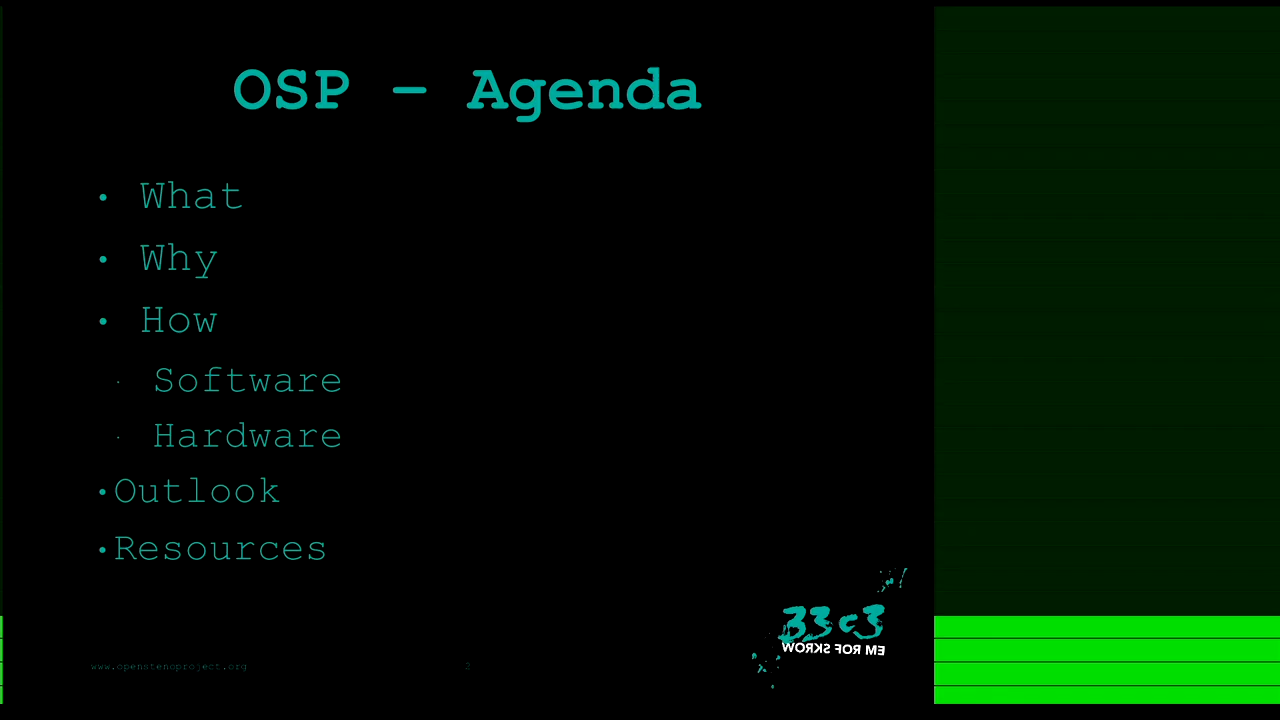 OSP – Agenda
• What
• Why
• How
· Software
· Hardware
•Outlook
•Resources
33c3
WORKS FOR ME
www.openstenoproject.org
2